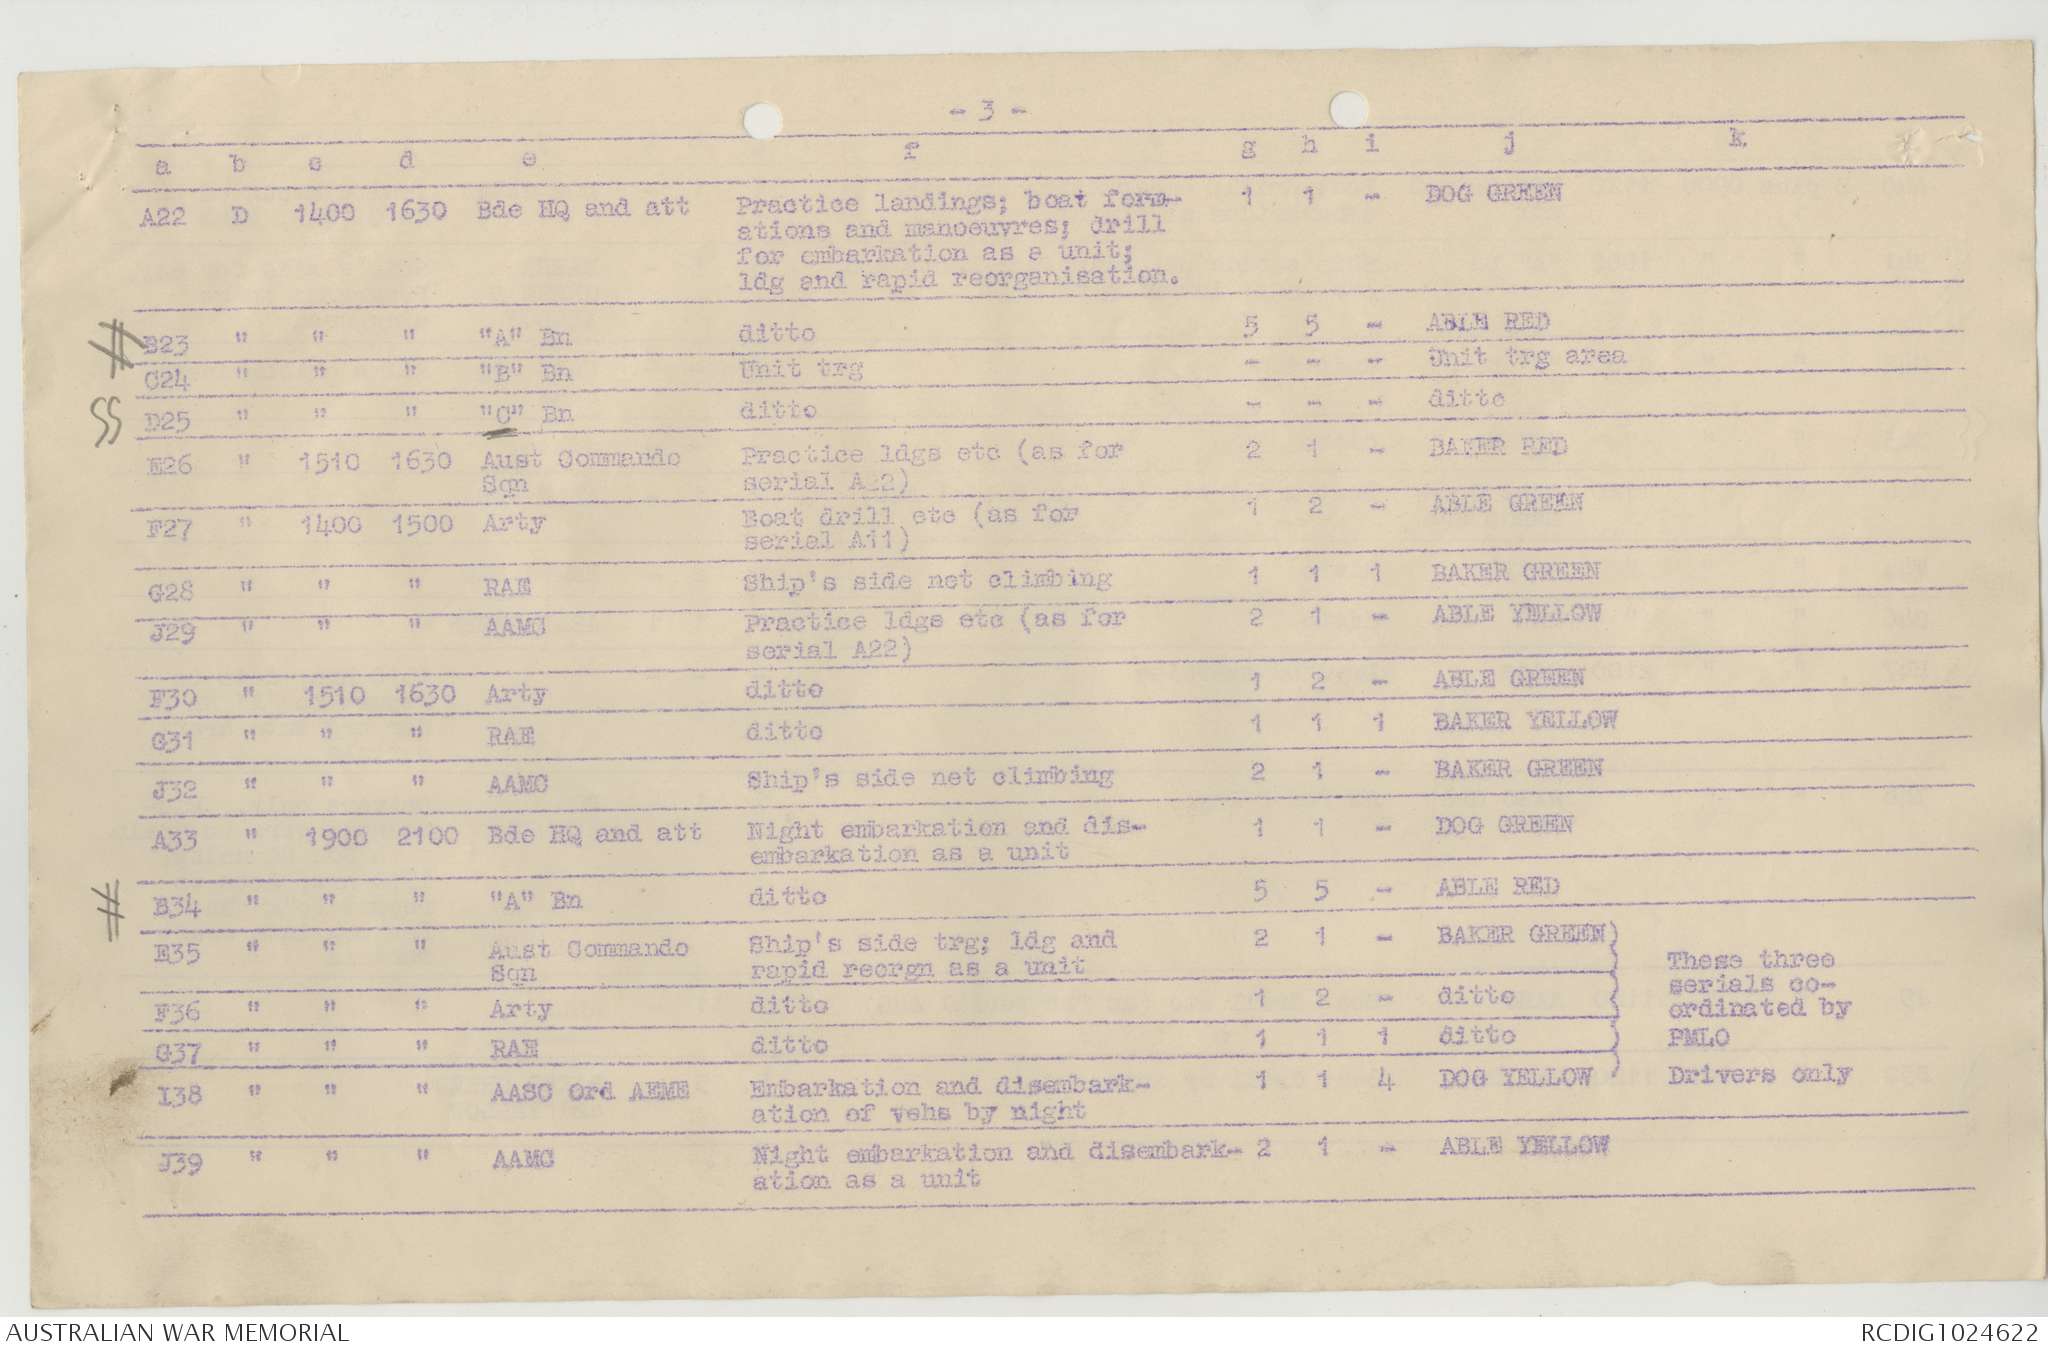 - 3 -
a b c d e f g h i j k
A22 D 1400 1630 Bde HQ and att Practice landings; boat form- 1 1 - DOG GREEN
ations and manoeuvres; drill
for embarkation as a unit;
ldg and rapid reorganisation.
B23 " " " "A" Bn ditto 5 5 - ABLE RED
C24 " " " "B" Bn Unit trg - - - Unit trg area
SS D25 " " " "C" Bn ditto - - - ditto
E26 " 1510 1630 Aust Commando Practice ldgs etc (as for 2 1 - BAKER RED
Sqn serial A22)
F27 " 1400 1500 Arty Boat drill etc (as for 1 2 - ABLE GREEN
serial A11)
G28 " " " RAE Ship's side net climbing 1 1 1 BAKER GREEN
J29 " " " AAMC Practice ldgs etc (as for 2 1 - ABLE YELLOW
serial A22)
F30 " 1510 1630 Arty ditto 1 2 - ABLE GREEN
G31 " " " RAE ditto 1 1 1 BAKER YELLOW
J32 " " " AAMC Ship's side net climbing 2 1 - BAKER GREEN
A33 " 1900 2100 Bde HQ and att Night embarkation and dis- 1 1 - DOG GREEN
embarkation as a unit
# B34 " " " "A" Bn ditto 5 5 - ABLE RED
E35 " " " Aust Commando Ship's side trg; ldg and 2 1 - BAKER GREEN) These three
Sqn rapid reorgn as a unit serials co-
F36 " " " Arty ditto 1 2 - ditto ) ordinated by
G37 " " " RAE ditto 1 1 1 ditto ) PMLO
I38 " " " AASC Ord AEME Embarkation and disembark- 1 1 4 DOG YELLOW Drivers only
ation of vehs by night
J39 " " " AAMC Night embarkation and disembark- 2 1 - ABLE YELLOW
ation as a unit
AUSTRALIAN WAR MEMORIAL RCDIG1024622